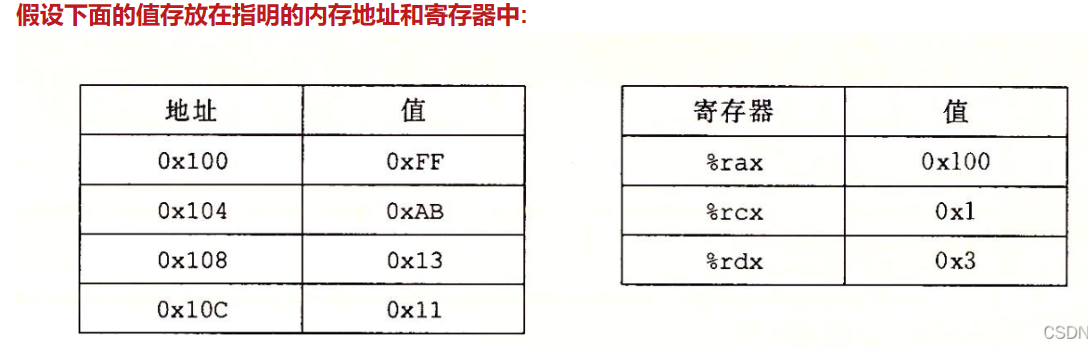 假设下面的值存放在指明的内存地址和寄存器中:
地址 值
0x100 0xFF
0x104 0xAB
0x108 0x13
0x10C 0x11
寄存器 值
%rax 0x100
%rcx 0x1
%rdx 0x3
CSDN